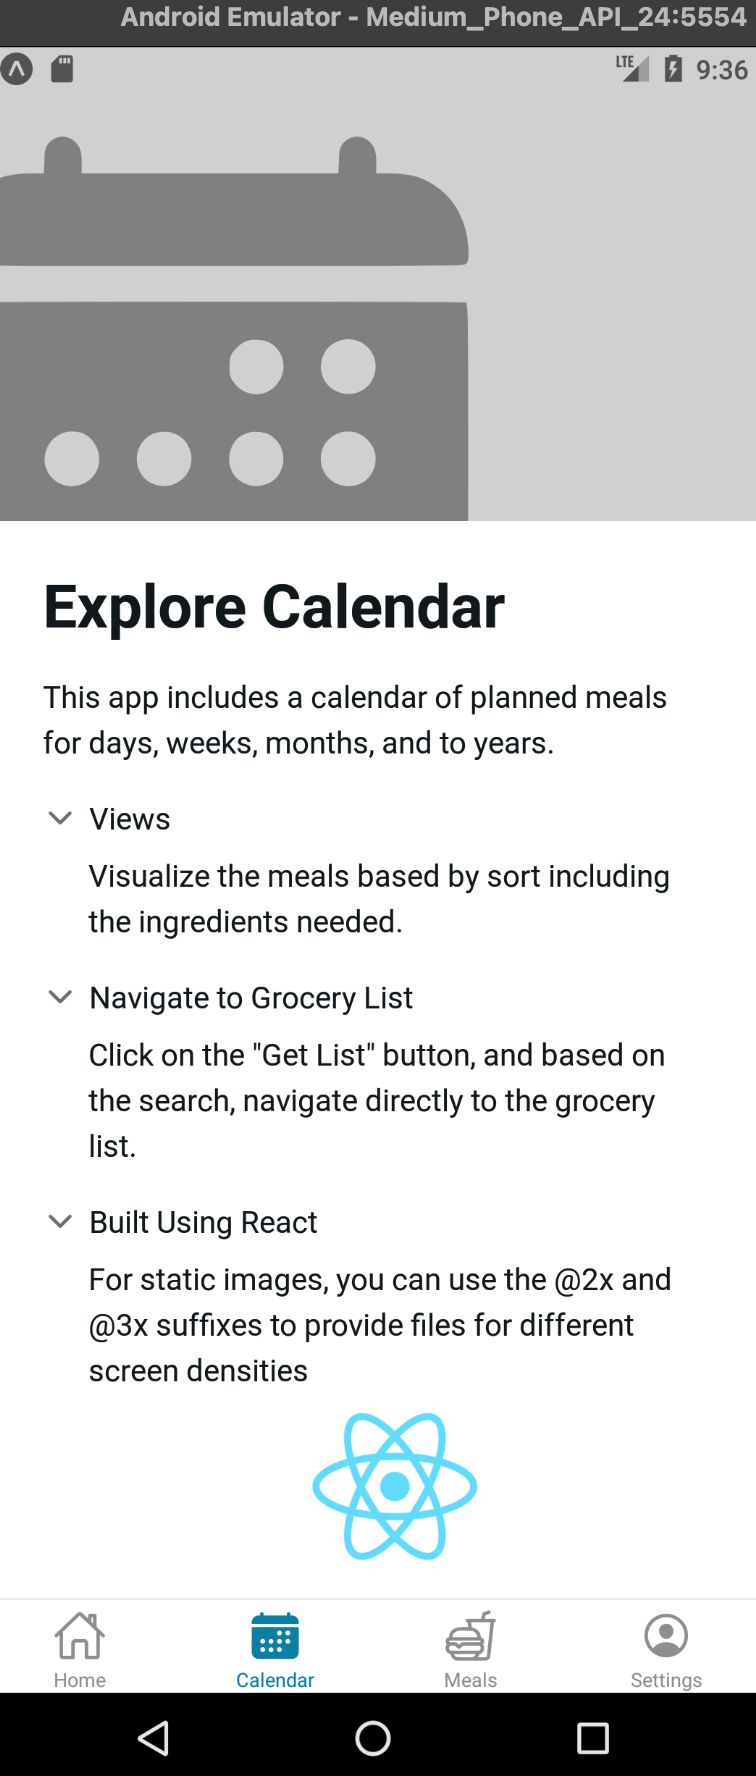 Android Emulator - Medium_Phone_API_24:5554
LTE 9:36
Explore Calendar
This app includes a calendar of planned meals
for days, weeks, months, and to years.
Views
Visualize the meals based by sort including
the ingredients needed.
Navigate to Grocery List
Click on the "Get List" button, and based on
the search, navigate directly to the grocery
list.
Built Using React
For static images, you can use the @2x and
@3x suffixes to provide files for different
screen densities
Home Calendar Meals Settings